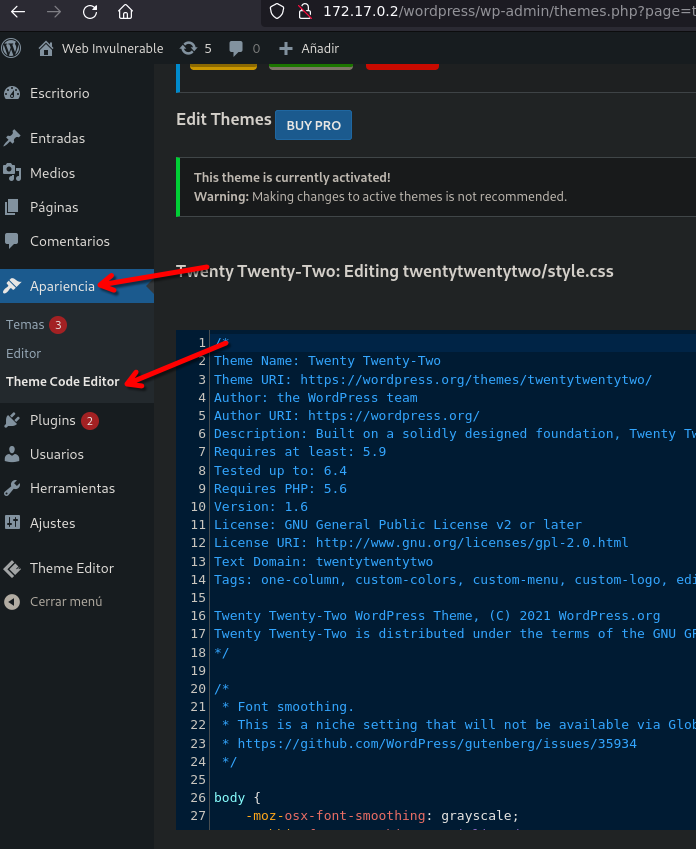 172.17.0.2/wordpress/wp-admin/themes.php?page=
Web Invulnerable 5 0 Añadir
Escritorio
Entradas
Medios
Páginas
Comentarios
Apariencia
Temas 3
Editor
Theme Code Editor
Plugins 2
Usuarios
Herramientas
Ajustes
Theme Editor
Cerrar menú
Edit Themes BUY PRO
This theme is currently activated!
Warning: Making changes to active themes is not recommended.
Twenty Twenty-Two: Editing twentytwentytwo/style.css
1 /*
2 Theme Name: Twenty Twenty-Two
3 Theme URI: https://wordpress.org/themes/twentytwentytwo/
4 Author: the WordPress team
5 Author URI: https://wordpress.org/
6 Description: Built on a solidly designed foundation, Twenty Tw
7 Requires at least: 5.9
8 Tested up to: 6.4
9 Requires PHP: 5.6
10 Version: 1.6
11 License: GNU General Public License v2 or later
12 License URI: http://www.gnu.org/licenses/gpl-2.0.html
13 Text Domain: twentytwentytwo
14 Tags: one-column, custom-colors, custom-menu, custom-logo, edi
15
16 Twenty Twenty-Two WordPress Theme, (C) 2021 WordPress.org
17 Twenty Twenty-Two is distributed under the terms of the GNU GP
18 */
19
20 /*
21 * Font smoothing.
22 * This is a niche setting that will not be available via Glob
23 * https://github.com/WordPress/gutenberg/issues/35934
24 */
25
26 body {
27 -moz-osx-font-smoothing: grayscale;